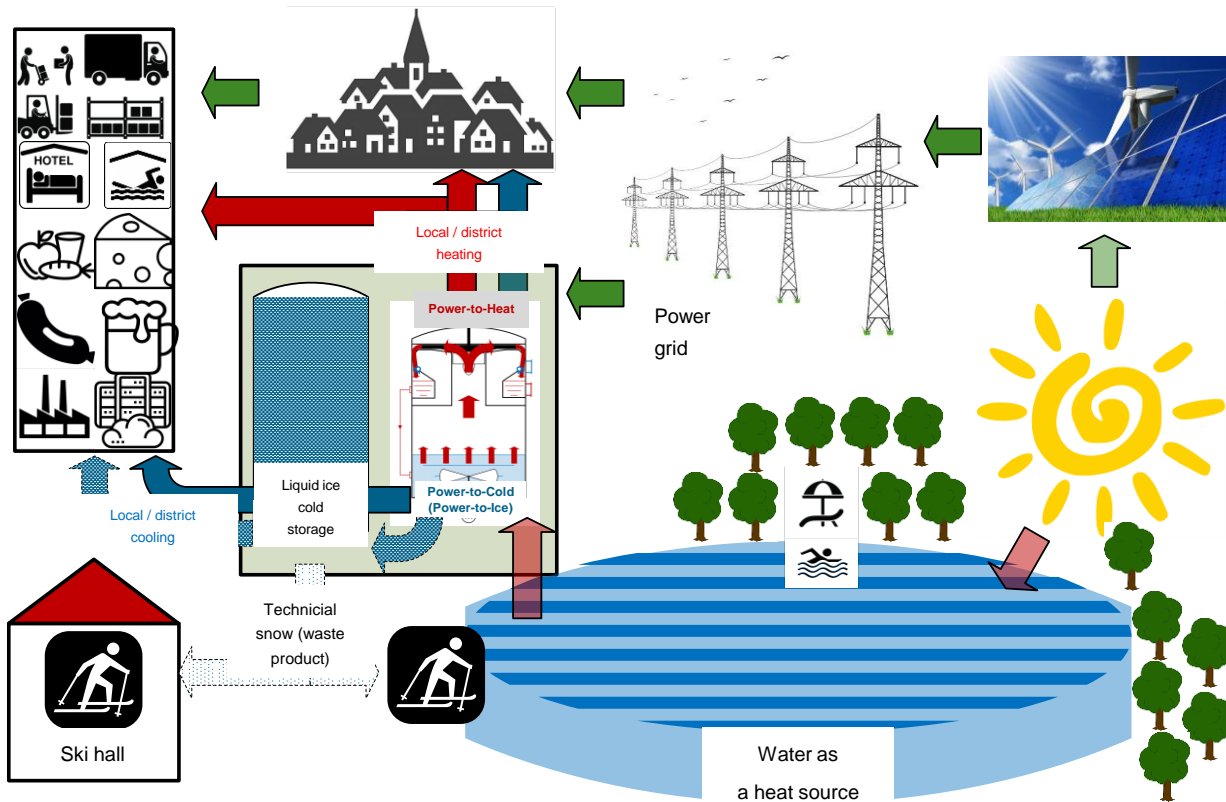 HOTEL
Local / district
heating
Power-to-Heat
Power
grid
Liquid ice
cold
storage
Power-to-Cold
(Power-to-Ice)
Local / district
cooling
Technicial
snow (waste
product)
Ski hall
Water as
a heat source